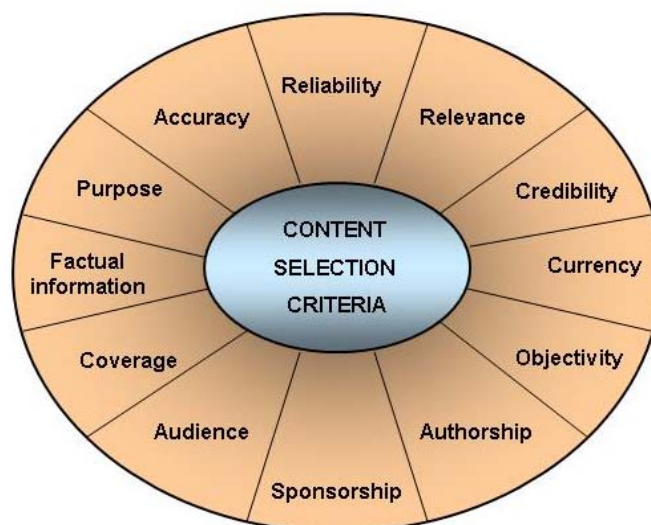 CONTENT
SELECTION
CRITERIA
Reliability
Relevance
Credibility
Currency
Objectivity
Authorship
Sponsorship
Audience
Coverage
Factual
information
Purpose
Accuracy